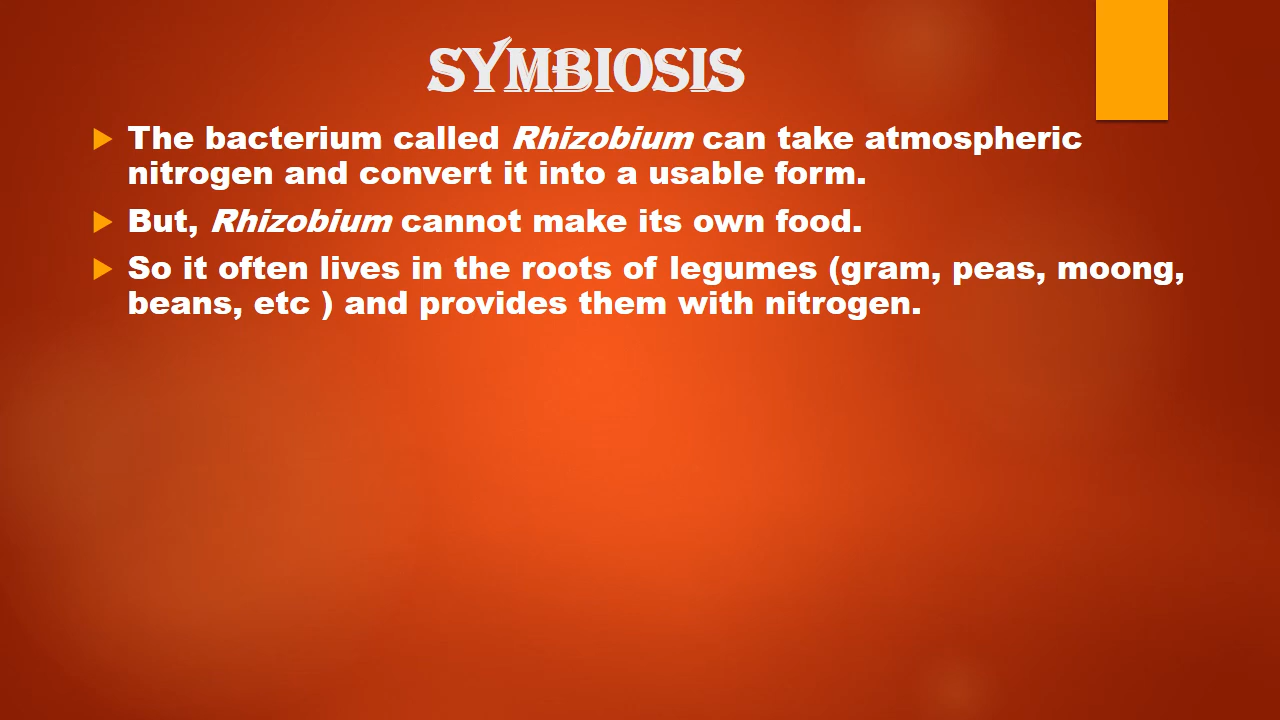 SYMBIOSIS
The bacterium called Rhizobium can take atmospheric
nitrogen and convert it into a usable form.
But, Rhizobium cannot make its own food.
So it often lives in the roots of legumes (gram, peas, moong,
beans, etc ) and provides them with nitrogen.